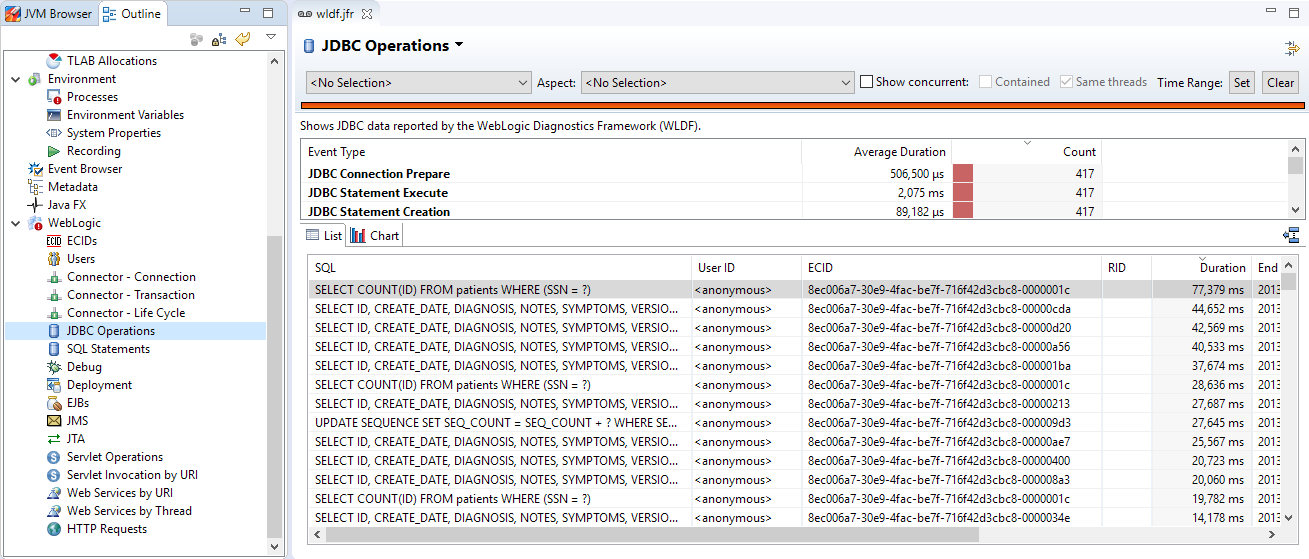 JVM Browser
Outline
TLAB Allocations
Environment
Processes
Environment Variables
System Properties
Recording
Event Browser
Metadata
Java FX
WebLogic
ECID ECIDs
Users
Connector - Connection
Connector - Transaction
Connector - Life Cycle
JDBC Operations
SQL Statements
Debug
Deployment
EJBs
JMS
JTA
Servlet Operations
Servlet Invocation by URI
Web Services by URI
Web Services by Thread
HTTP Requests
wldf.jfr
JDBC Operations
<No Selection> Aspect: <No Selection> Show concurrent: Contained Same threads Time Range: Set Clear
Shows JDBC data reported by the WebLogic Diagnostics Framework (WLDF).
Event Type Average Duration Count
JDBC Connection Prepare 506,500 µs 417
JDBC Statement Execute 2,075 ms 417
JDBC Statement Creation 89,182 µs 417
List Chart
SQL User ID ECID RID Duration End
SELECT COUNT(ID) FROM patients WHERE (SSN = ?) <anonymous> 8ec006a7-30e9-4fac-be7f-716f42d3cbc8-0000001c 77,379 ms 2013
SELECT ID, CREATE_DATE, DIAGNOSIS, NOTES, SYMPTOMS, VERSIO... <anonymous> 8ec006a7-30e9-4fac-be7f-716f42d3cbc8-00000cda 44,652 ms 2013
SELECT ID, CREATE_DATE, DIAGNOSIS, NOTES, SYMPTOMS, VERSIO... <anonymous> 8ec006a7-30e9-4fac-be7f-716f42d3cbc8-00000d20 42,569 ms 2013
SELECT ID, CREATE_DATE, DIAGNOSIS, NOTES, SYMPTOMS, VERSIO... <anonymous> 8ec006a7-30e9-4fac-be7f-716f42d3cbc8-00000a56 40,533 ms 2013
SELECT ID, CREATE_DATE, DIAGNOSIS, NOTES, SYMPTOMS, VERSIO... <anonymous> 8ec006a7-30e9-4fac-be7f-716f42d3cbc8-000001ba 37,674 ms 2013
SELECT COUNT(ID) FROM patients WHERE (SSN = ?) <anonymous> 8ec006a7-30e9-4fac-be7f-716f42d3cbc8-0000001c 28,636 ms 2013
SELECT ID, CREATE_DATE, DIAGNOSIS, NOTES, SYMPTOMS, VERSIO... <anonymous> 8ec006a7-30e9-4fac-be7f-716f42d3cbc8-00000213 27,687 ms 2013
UPDATE SEQUENCE SET SEQ_COUNT = SEQ_COUNT + ? WHERE SE... <anonymous> 8ec006a7-30e9-4fac-be7f-716f42d3cbc8-000009d3 27,645 ms 2013
SELECT ID, CREATE_DATE, DIAGNOSIS, NOTES, SYMPTOMS, VERSIO... <anonymous> 8ec006a7-30e9-4fac-be7f-716f42d3cbc8-00000ae7 25,567 ms 2013
SELECT ID, CREATE_DATE, DIAGNOSIS, NOTES, SYMPTOMS, VERSIO... <anonymous> 8ec006a7-30e9-4fac-be7f-716f42d3cbc8-00000400 20,723 ms 2013
SELECT ID, CREATE_DATE, DIAGNOSIS, NOTES, SYMPTOMS, VERSIO... <anonymous> 8ec006a7-30e9-4fac-be7f-716f42d3cbc8-000008a3 20,060 ms 2013
SELECT COUNT(ID) FROM patients WHERE (SSN = ?) <anonymous> 8ec006a7-30e9-4fac-be7f-716f42d3cbc8-0000001c 19,782 ms 2013
SELECT ID, CREATE_DATE, DIAGNOSIS, NOTES, SYMPTOMS, VERSIO... <anonymous> 8ec006a7-30e9-4fac-be7f-716f42d3cbc8-0000034e 14,178 ms 2013